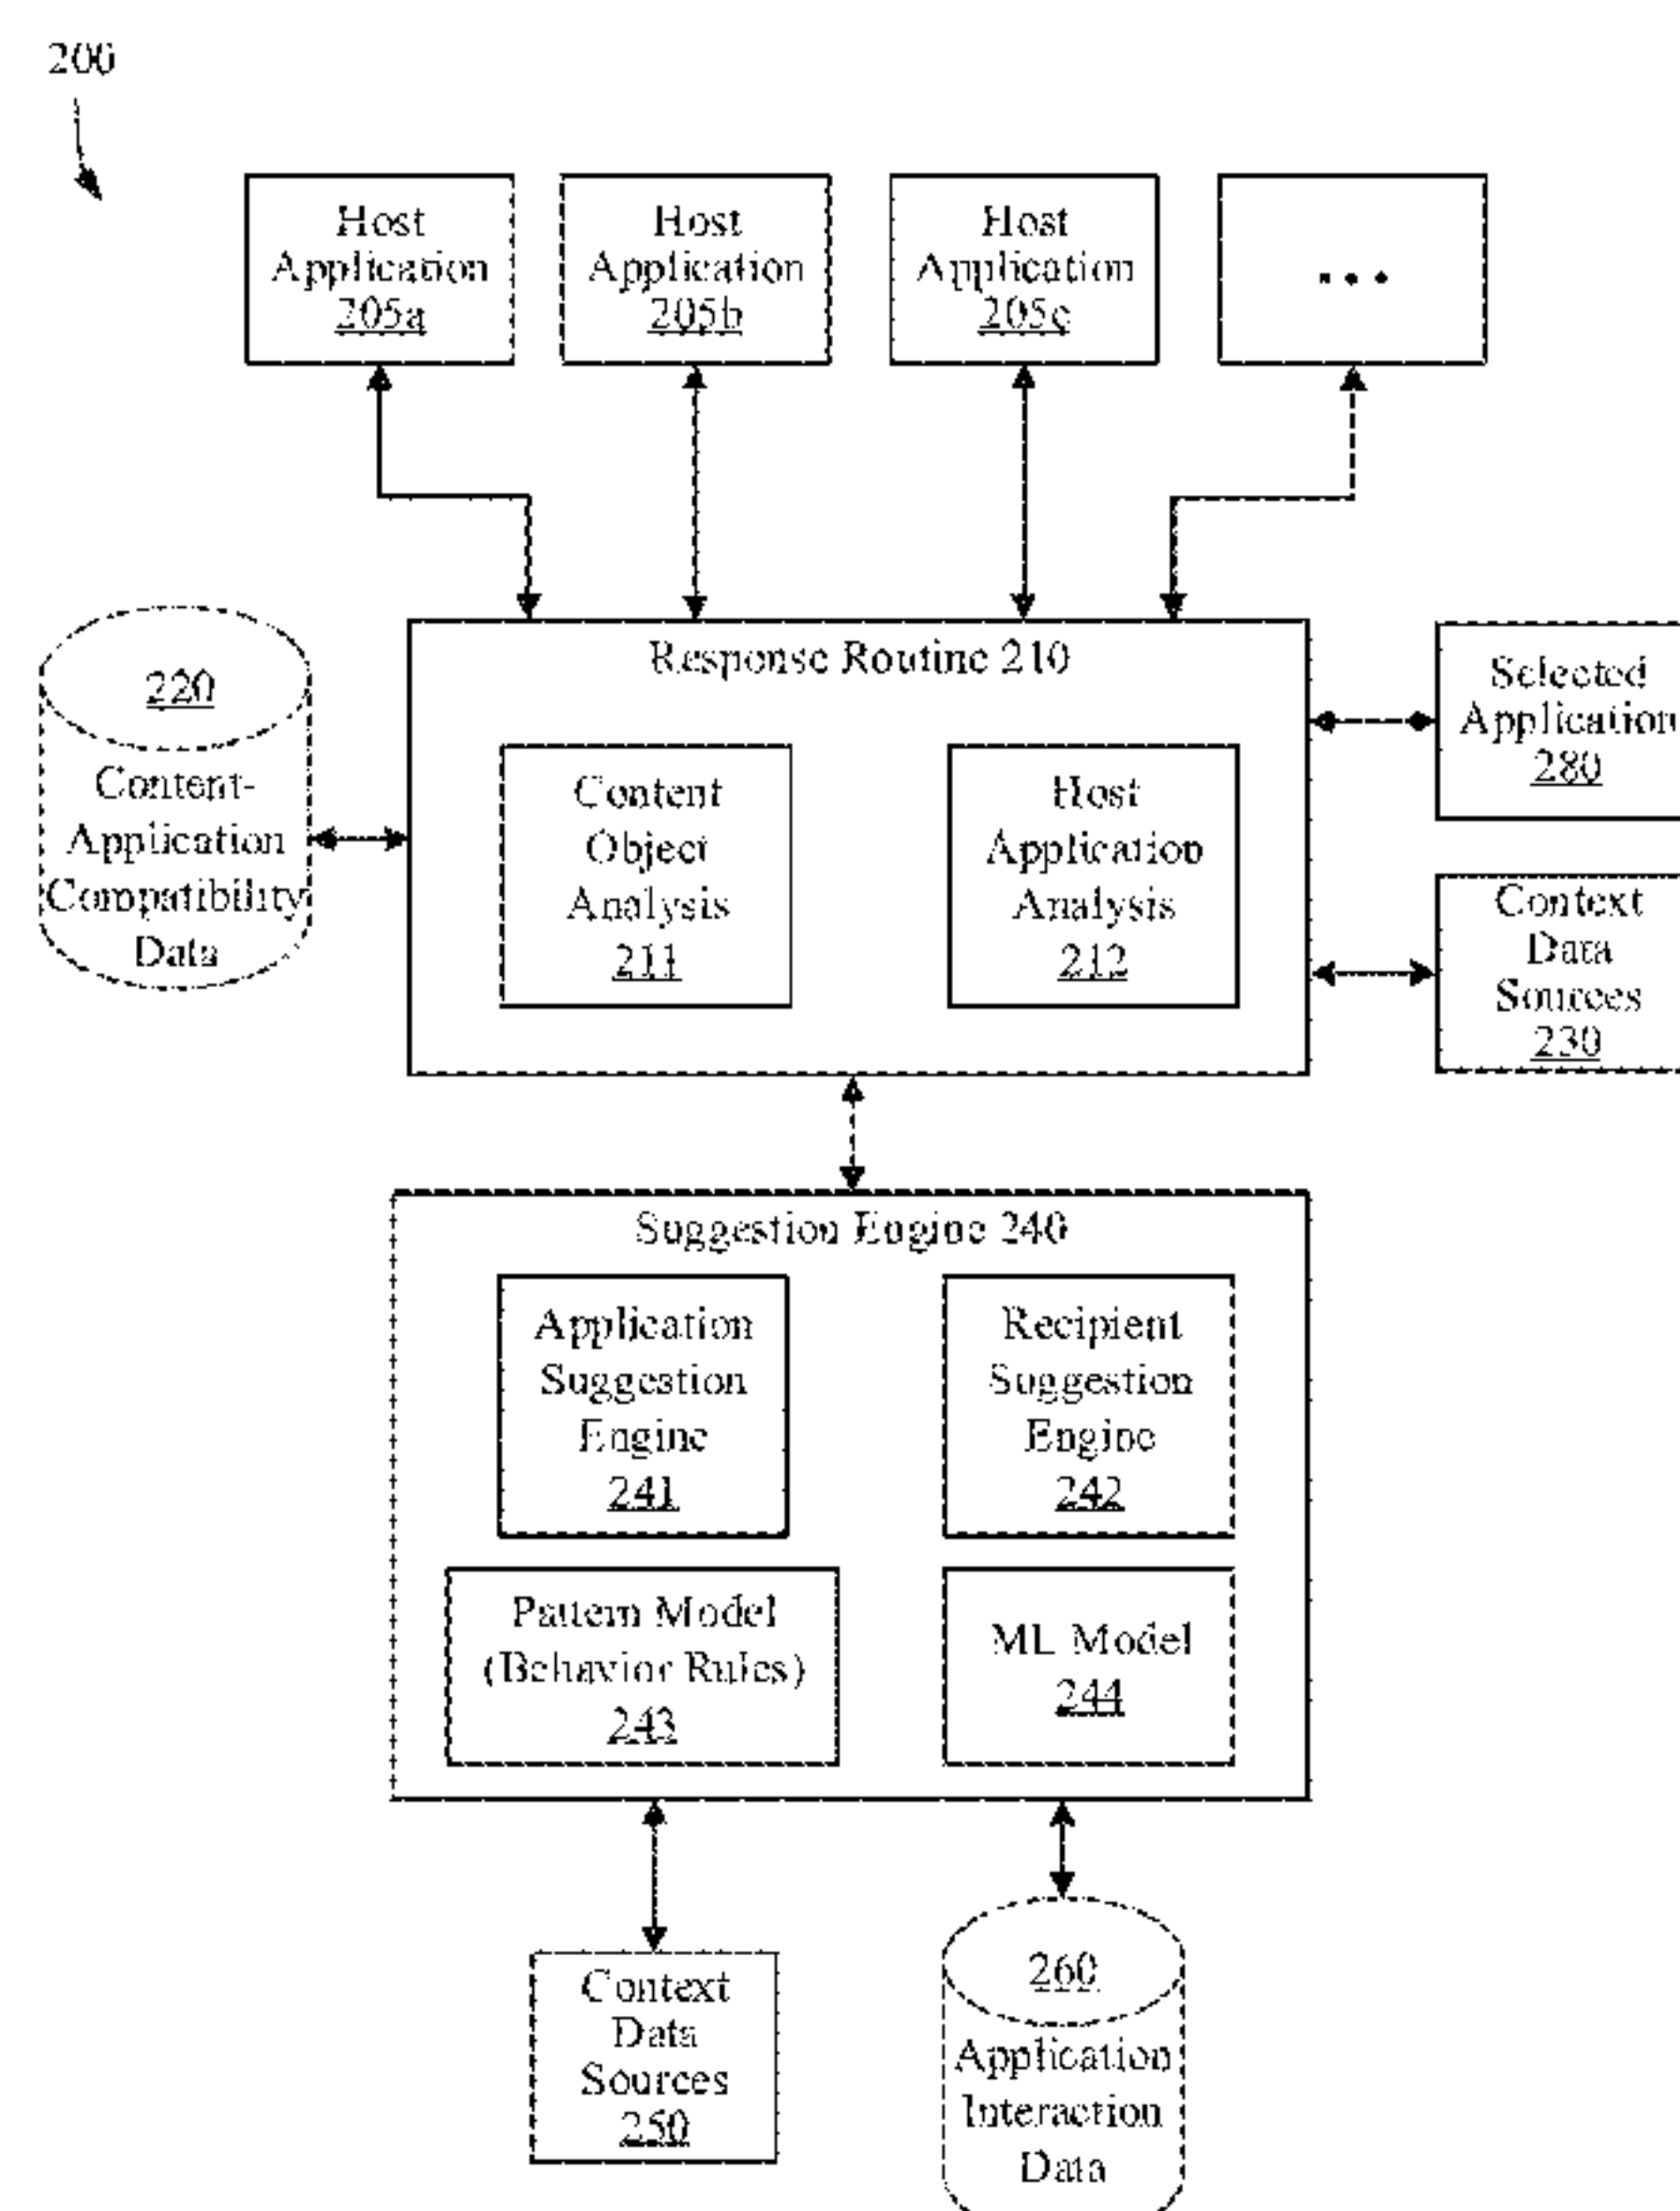 200
Host
Application
205a
Host
Application
205b
Host
Application
205c
• • •
220
Content-
Application
Compatibility
Data
Response Routine 210
Content
Object
Analysis
211
Host
Application
Analysis
212
Selected
Application
280
Context
Data
Sources
230
Suggestion Engine 240
Application
Suggestion
Engine
241
Recipient
Suggestion
Engine
242
Pattern Model
(Behavior Rules)
243
ML Model
244
Context
Data
Sources
250
260
Application
Interaction
Data